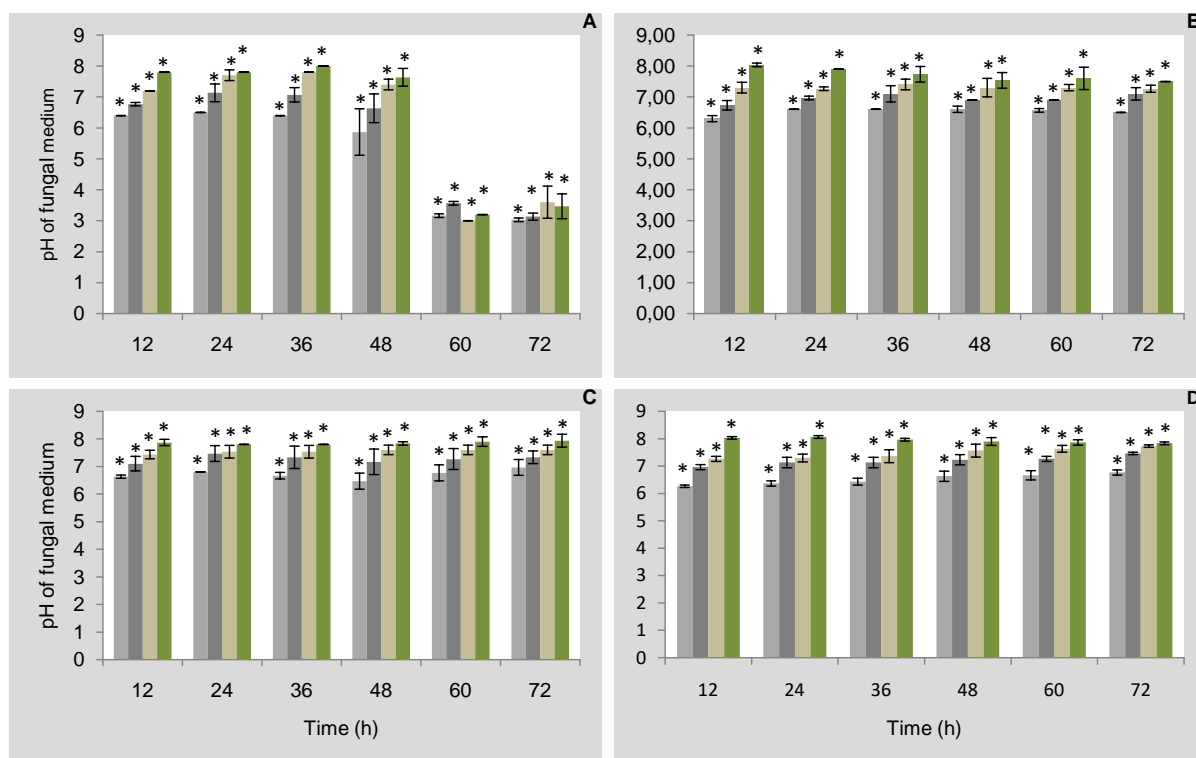 A
pH of fungal medium
9
8
7
6
5
4
3
2
1
0
* * * * * * * * * * * * * * * * * * * * * * *
12 24 36 48 60 72
B
9,00
8,00
7,00
6,00
5,00
4,00
3,00
2,00
1,00
0,00
* * * * * * * * * * * * * * * * * * * * * * * *
12 24 36 48 60 72
C
pH of fungal medium
9
8
7
6
5
4
3
2
1
0
* * * * * * * * * * * * * * * * * * * * * * * *
12 24 36 48 60 72
Time (h)
D
9
8
7
6
5
4
3
2
1
0
* * * * * * * * * * * * * * * * * * * * * * * *
12 24 36 48 60 72
Time (h)